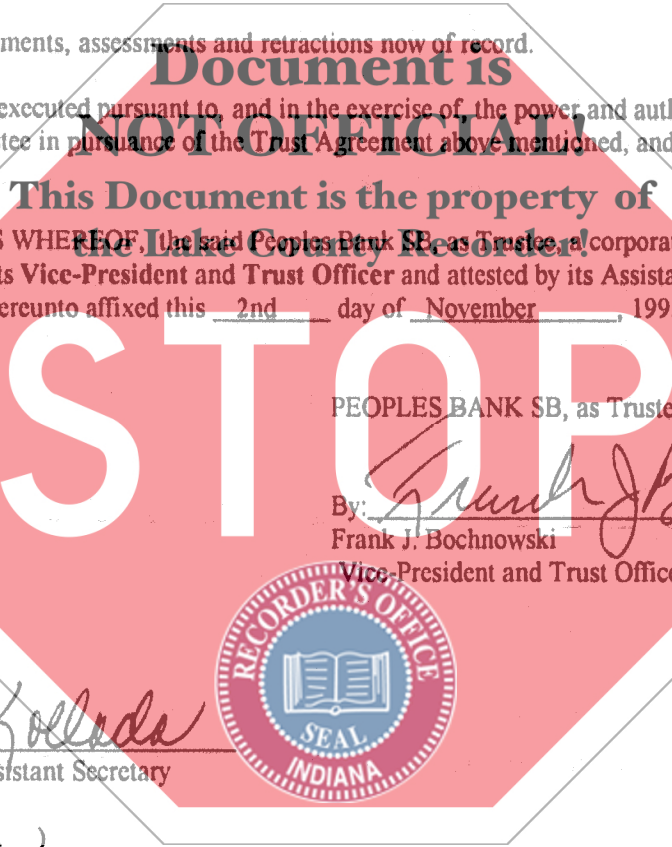 ments, assessments and retractions now of record.
Document is
executed pursuant to, and in the exercise of, the power and auth
NOT OFFICIAL!
tee in pursuance of the Trust Agreement above mentioned, and
This Document is the property of
the Lake County Recorder!
S WHEREOF, the said Peoples Bank SB, as Trustee, a corporat
ts Vice-President and Trust Officer and attested by its Assista
ereunto affixed this 2nd day of November, 199
STOP
PEOPLES BANK SB, as Trustee
By: Frank J B
Frank J. Bochnowski
Vice-President and Trust Office
RECORDER'S OFFICE
SEAL
INDIANA
Kollada
sistant Secretary
)